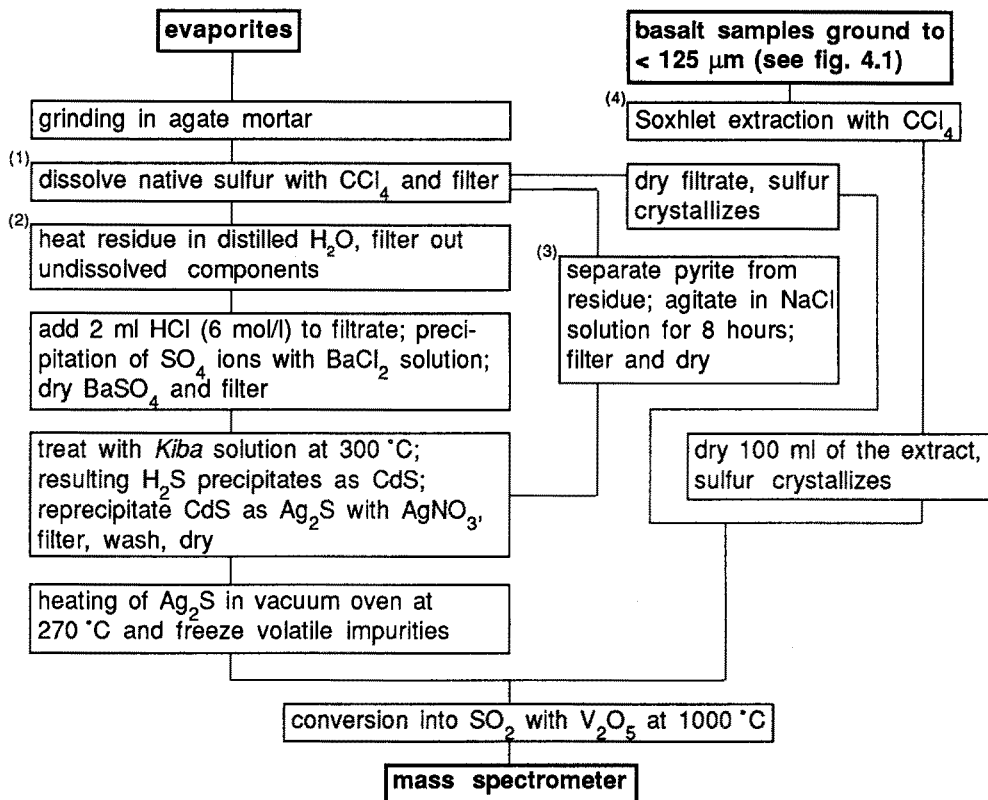 evaporites
grinding in agate mortar
(1)
dissolve native sulfur with CCl4 and filter
(2)
heat residue in distilled H2O, filter out
undissolved components
add 2 ml HCl (6 mol/l) to filtrate; preci-
pitation of SO4 ions with BaCl2 solution;
dry BaSO4 and filter
treat with Kiba solution at 300 °C;
resulting H2S precipitates as CdS;
reprecipitate CdS as Ag2S with AgNO3,
filter, wash, dry
heating of Ag2S in vacuum oven at
270 °C and freeze volatile impurities
basalt samples ground to
< 125 µm (see fig. 4.1)
(4)
Soxhlet extraction with CCl4
dry filtrate, sulfur
crystallizes
(3)
separate pyrite from
residue; agitate in NaCl
solution for 8 hours;
filter and dry
dry 100 ml of the extract,
sulfur crystallizes
conversion into SO2 with V2O5 at 1000 °C
mass spectrometer